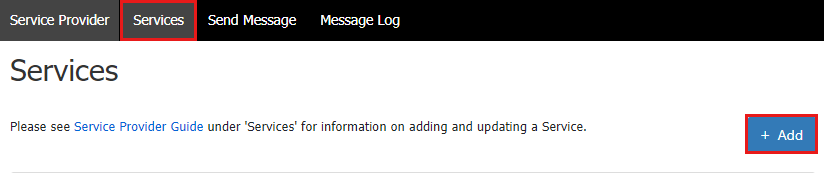 Service Provider Services Send Message Message Log
Services
Please see Service Provider Guide under 'Services' for information on adding and updating a Service.
+ Add